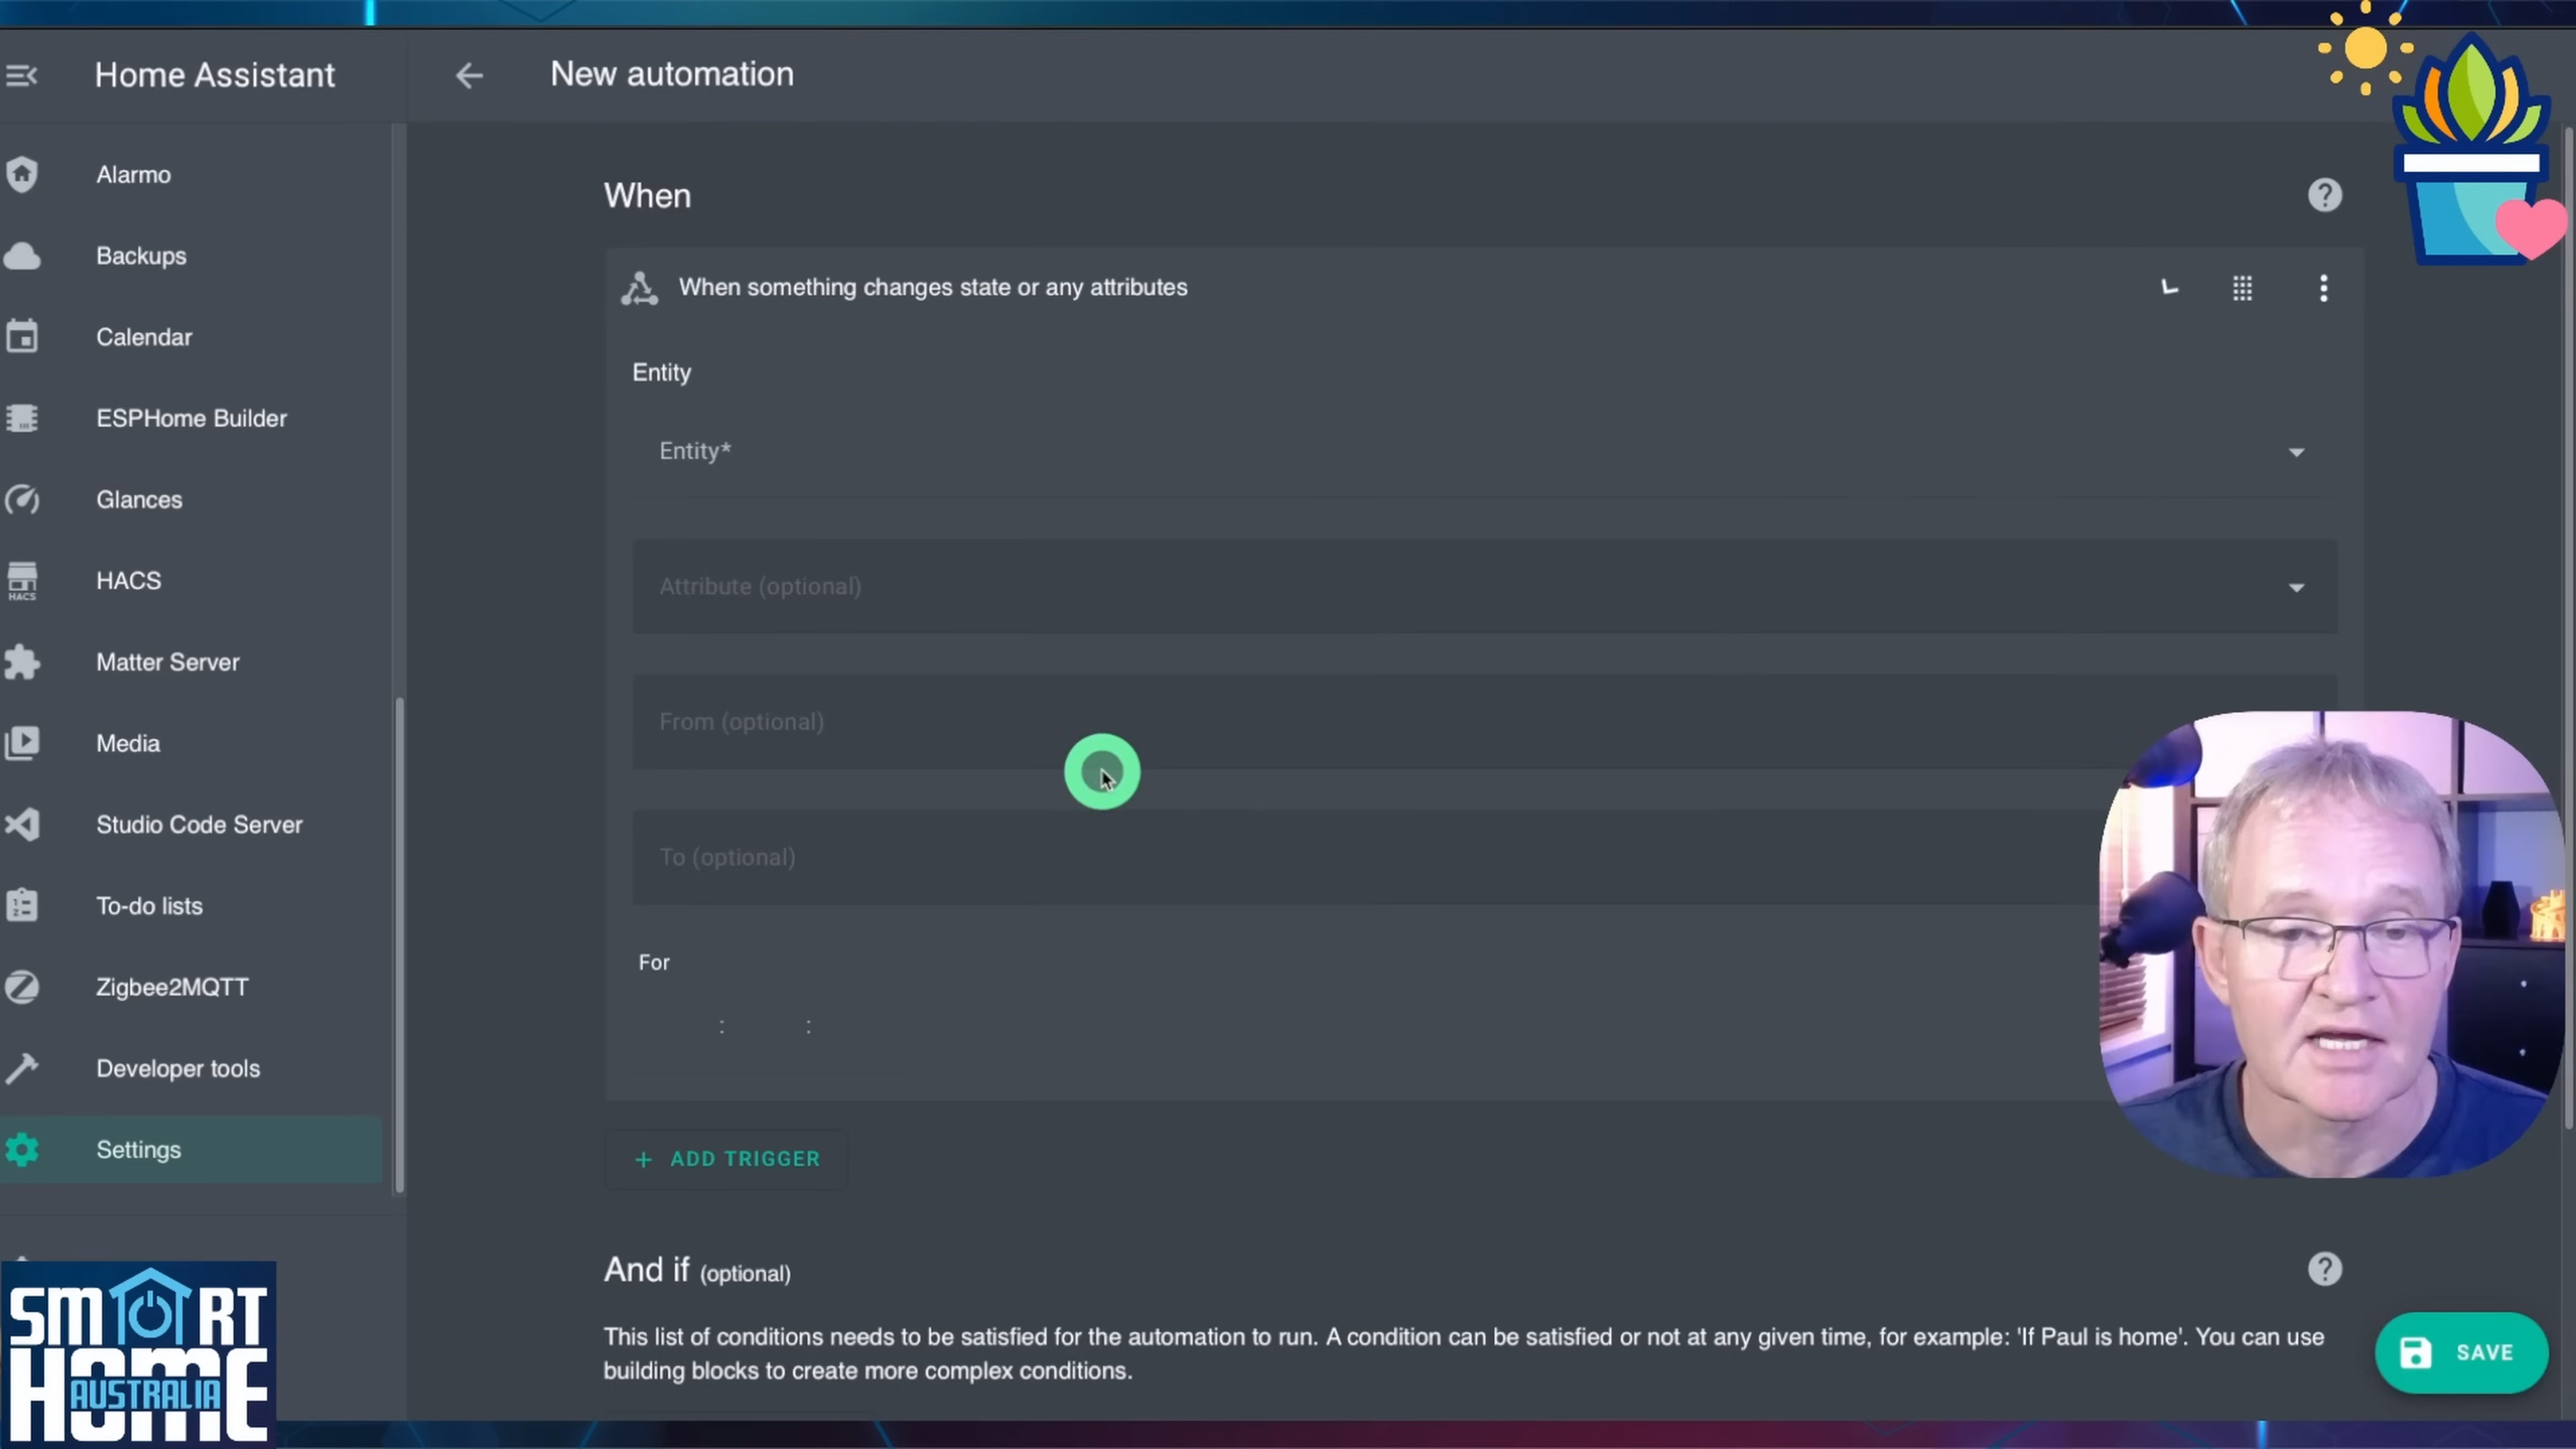 Home Assistant
New automation
Alarmo
Backups
Calendar
ESPHome Builder
Glances
HACS
HACS
Matter Server
Media
Studio Code Server
To-do lists
Zigbee2MQTT
Developer tools
Settings
When
When something changes state or any attributes
Entity
Entity*
Attribute (optional)
From (optional)
To (optional)
For
: :
+ ADD TRIGGER
And if (optional)
This list of conditions needs to be satisfied for the automation to run. A condition can be satisfied or not at any given time, for example: 'If Paul is home'. You can use
building blocks to create more complex conditions.
SAVE
SMART
HOME
AUSTRALIA